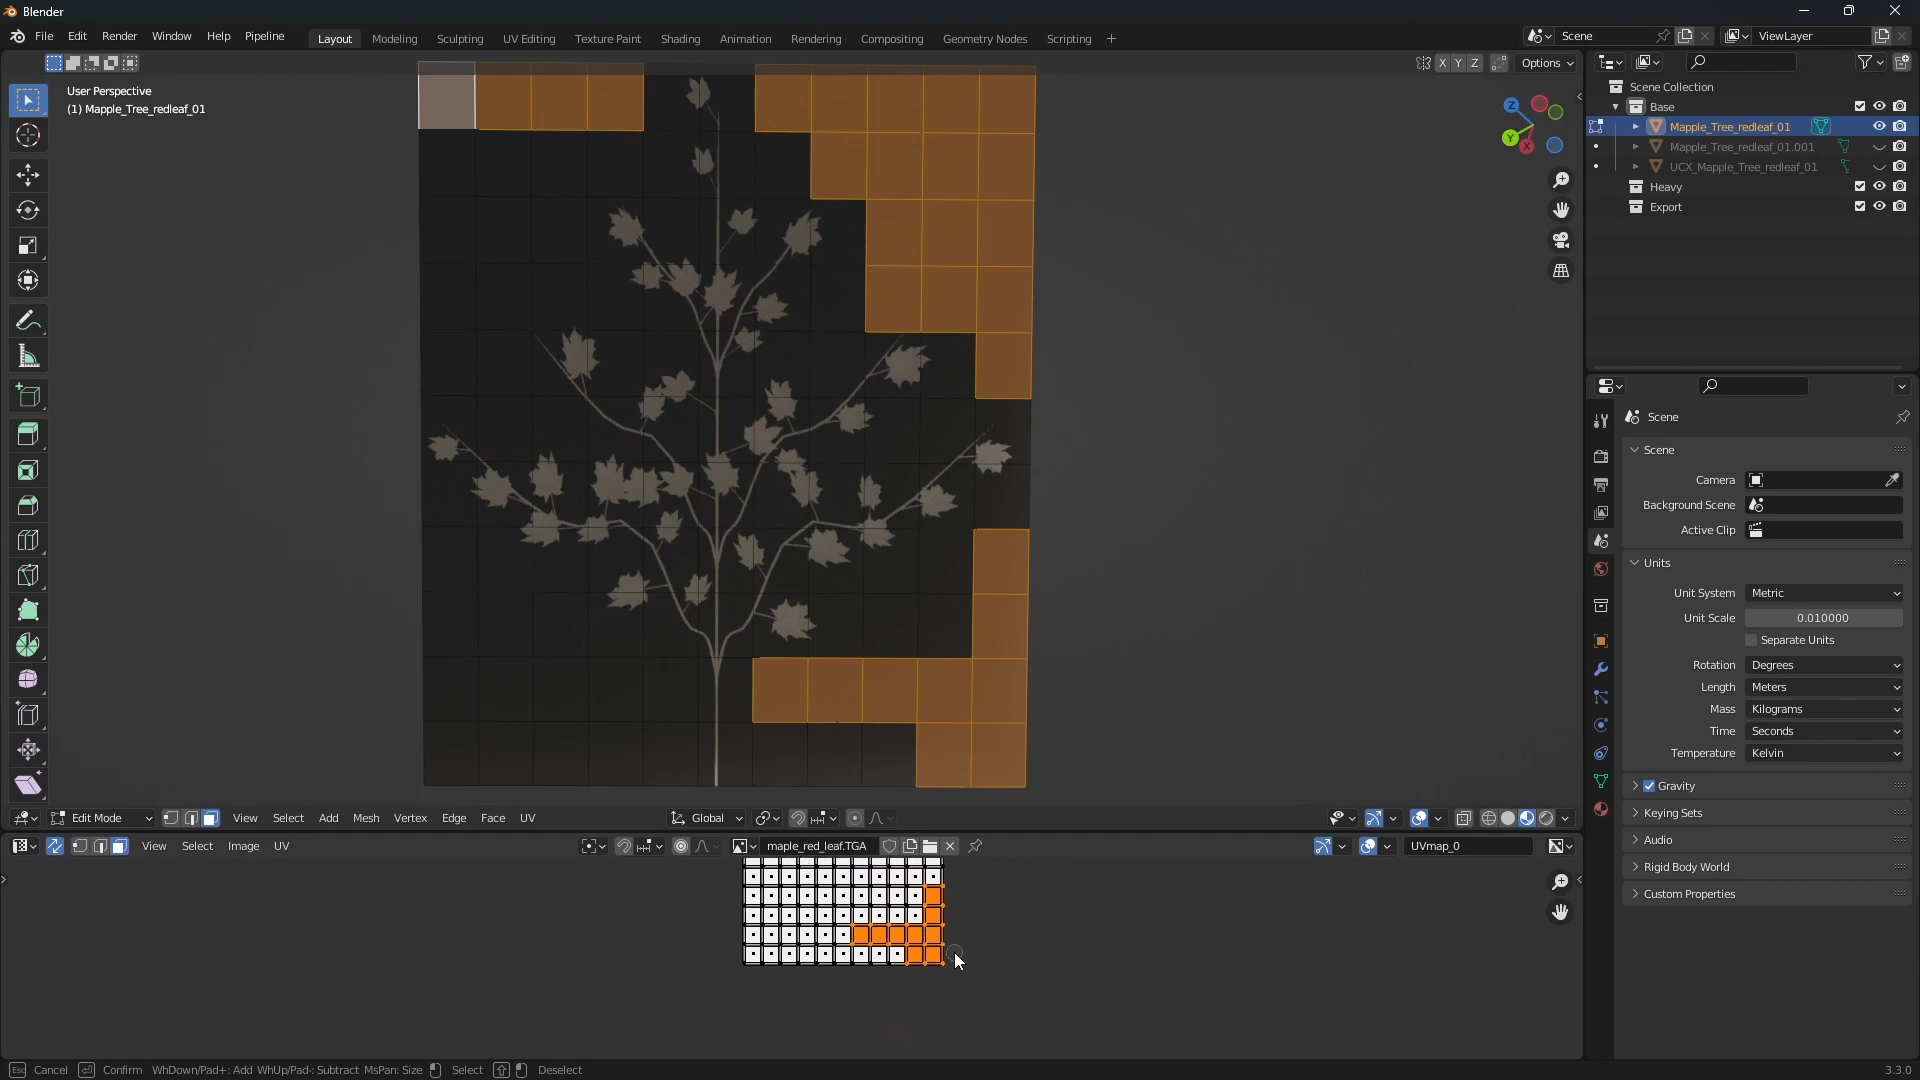 Blender
File Edit Render Window Help Pipeline Layout Modeling Sculpting UV Editing Texture Paint Shading Animation Rendering Compositing Geometry Nodes Scripting + Scene ViewLayer
X Y Z Options
User Perspective
(1) Mapple_Tree_redleaf_01
Z
Y
X
Scene Collection
Base
Mapple_Tree_redleaf_01
Mapple_Tree_redleaf_01.001
UCX_Mapple_Tree_redleaf_01
Heavy
Export
Scene
Scene
Camera
Background Scene
Active Clip
Units
Unit System Metric
Unit Scale 0.010000
Separate Units
Rotation Degrees
Length Meters
Mass Kilograms
Time Seconds
Temperature Kelvin
Gravity
Keying Sets
Audio
Rigid Body World
Custom Properties
Edit Mode View Select Add Mesh Vertex Edge Face UV Global
View Select Image UV maple_red_leaf.TGA UVmap_0
Esc Cancel Confirm WhDown/Pad+: Add WhUp/Pad-: Subtract MsPan: Size Select Deselect 3.3.0